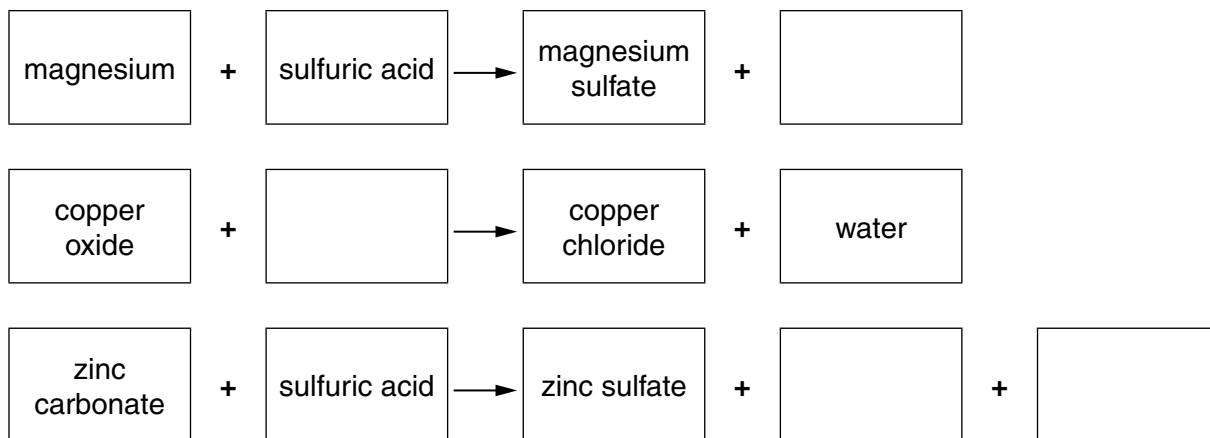 magnesium + sulfuric acid → magnesium sulfate +
copper oxide + → copper chloride + water
zinc carbonate + sulfuric acid → zinc sulfate + +